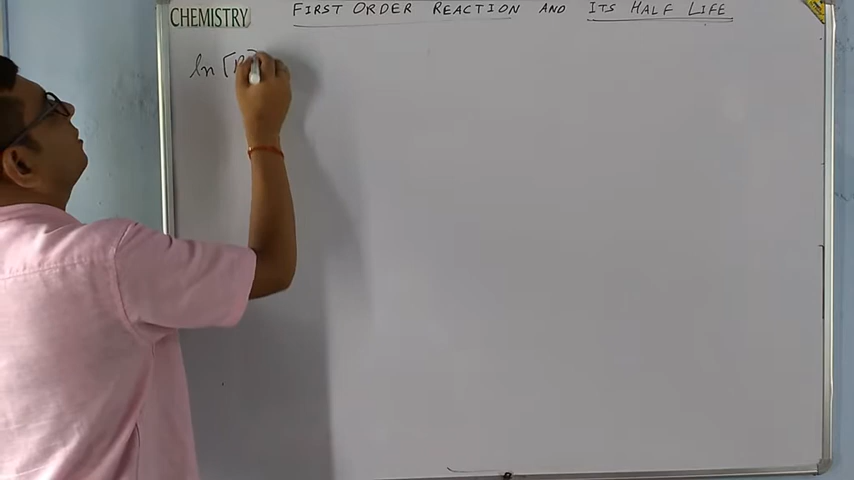 CHEMISTRY
FIRST ORDER REACTION AND ITS HALF LIFE
ln [R]